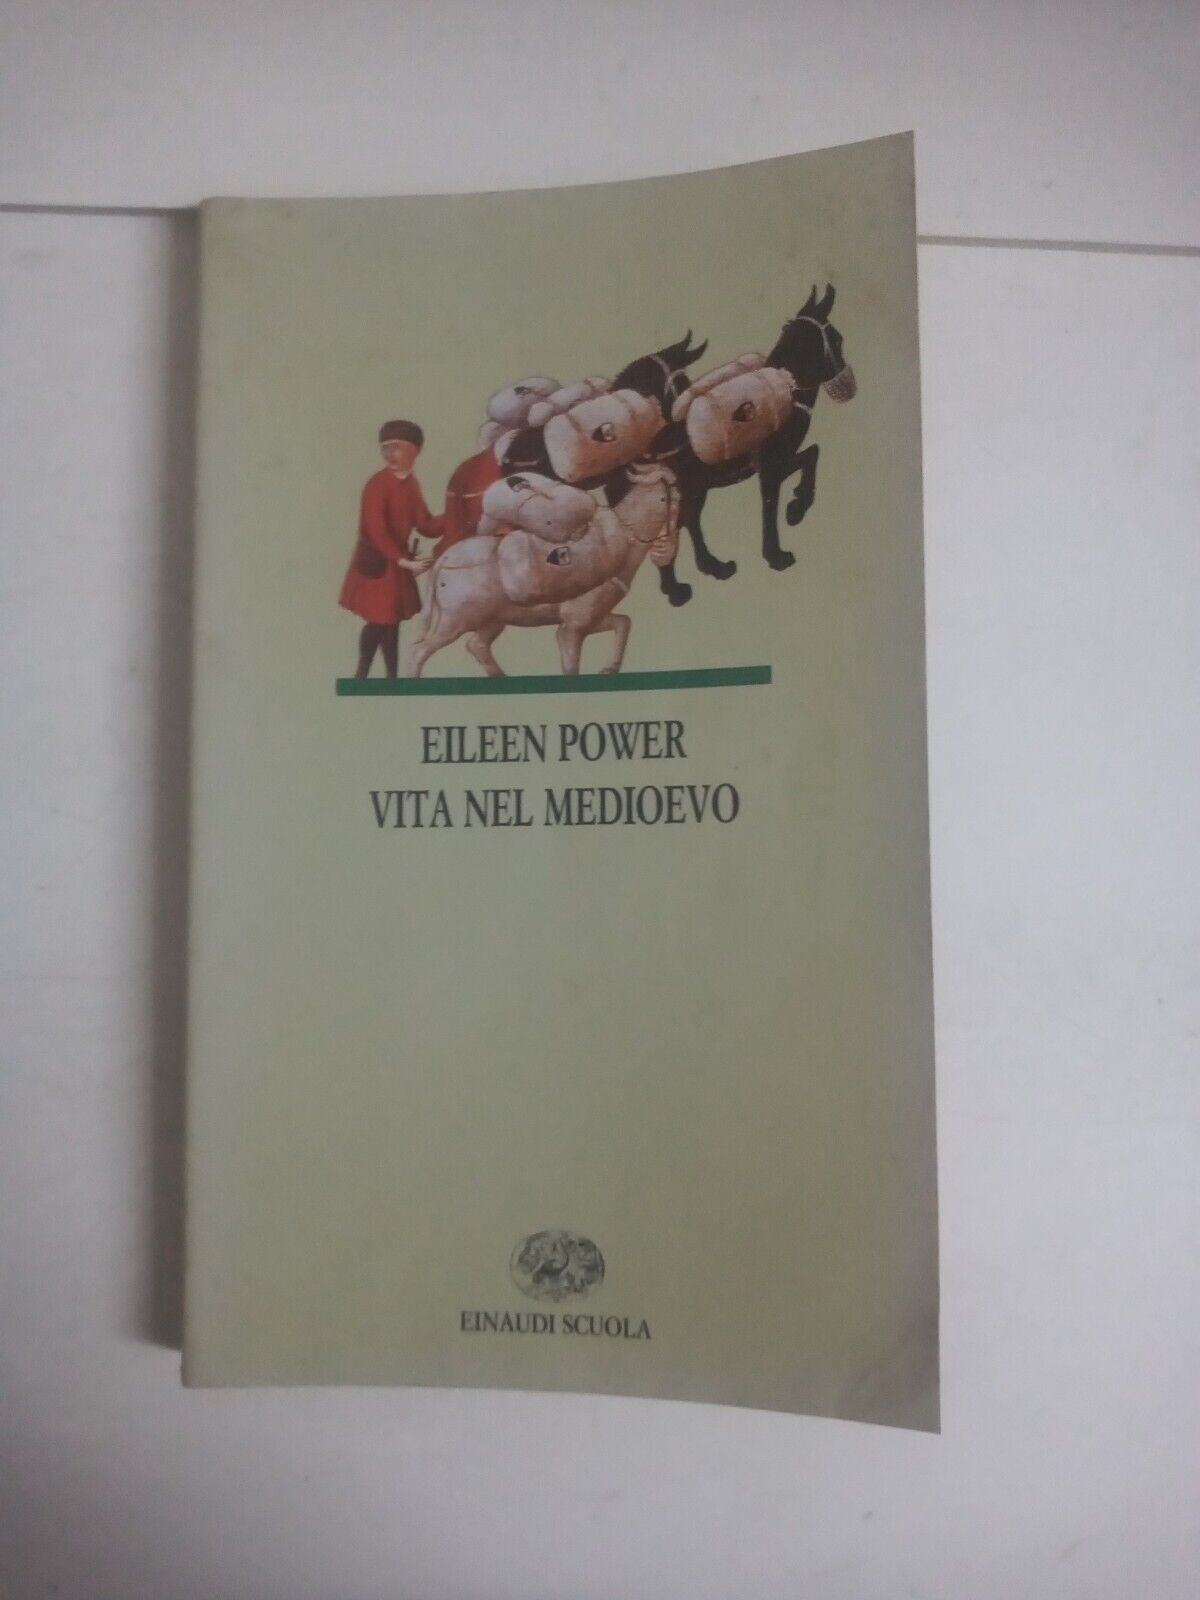 EILEEN POWER
VITA NEL MEDIOEVO
EINAUDI SCUOLA